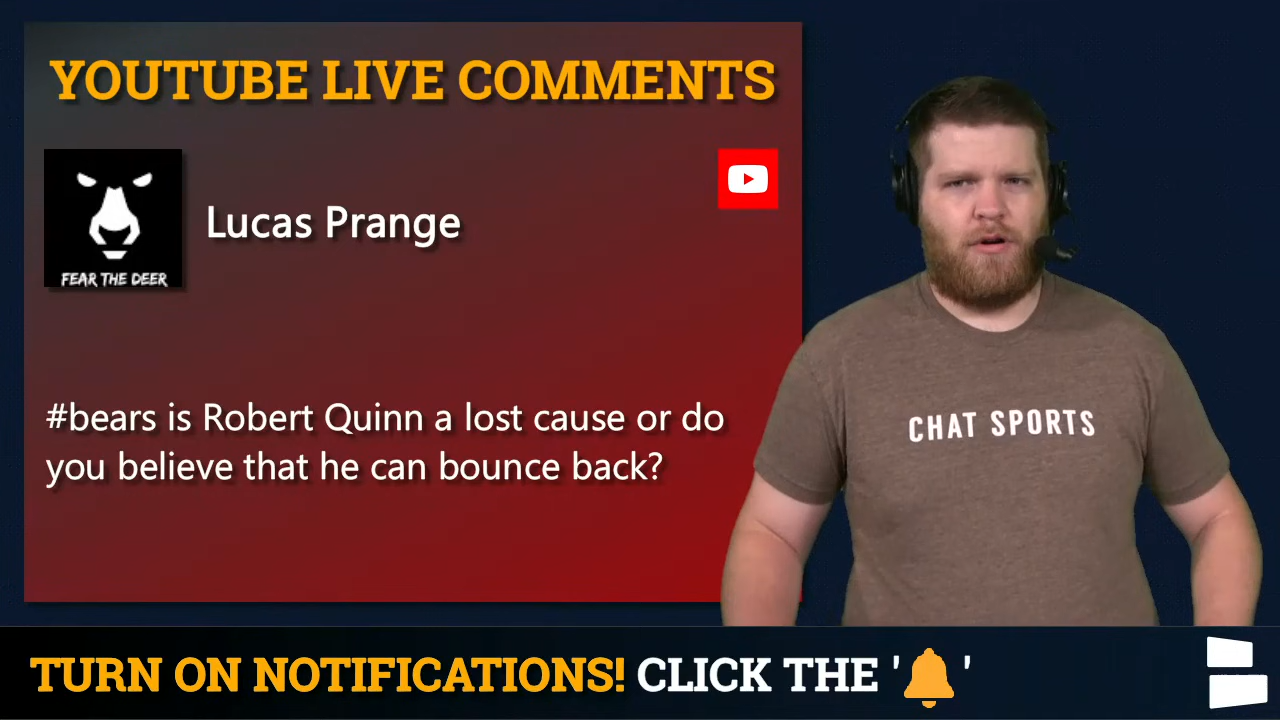 YOUTUBE LIVE COMMENTS
FEAR THE DEER
Lucas Prange
#bears is Robert Quinn a lost cause or do
you believe that he can bounce back?
CHAT SPORTS
TURN ON NOTIFICATIONS! CLICK THE ' '